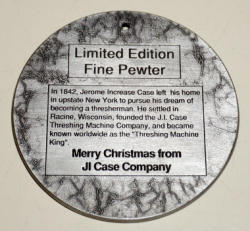 Limited Edition
Fine Pewter
In 1842, Jerome Increase Case left his home
in upstate New York to pursue his dream of
becoming a thresherman. He settled in
Racine, Wisconsin, founded the J.I. Case
Threshing Machine Company, and became
known worldwide as the "Threshing Machine
King".
Merry Christmas from
JI Case Company